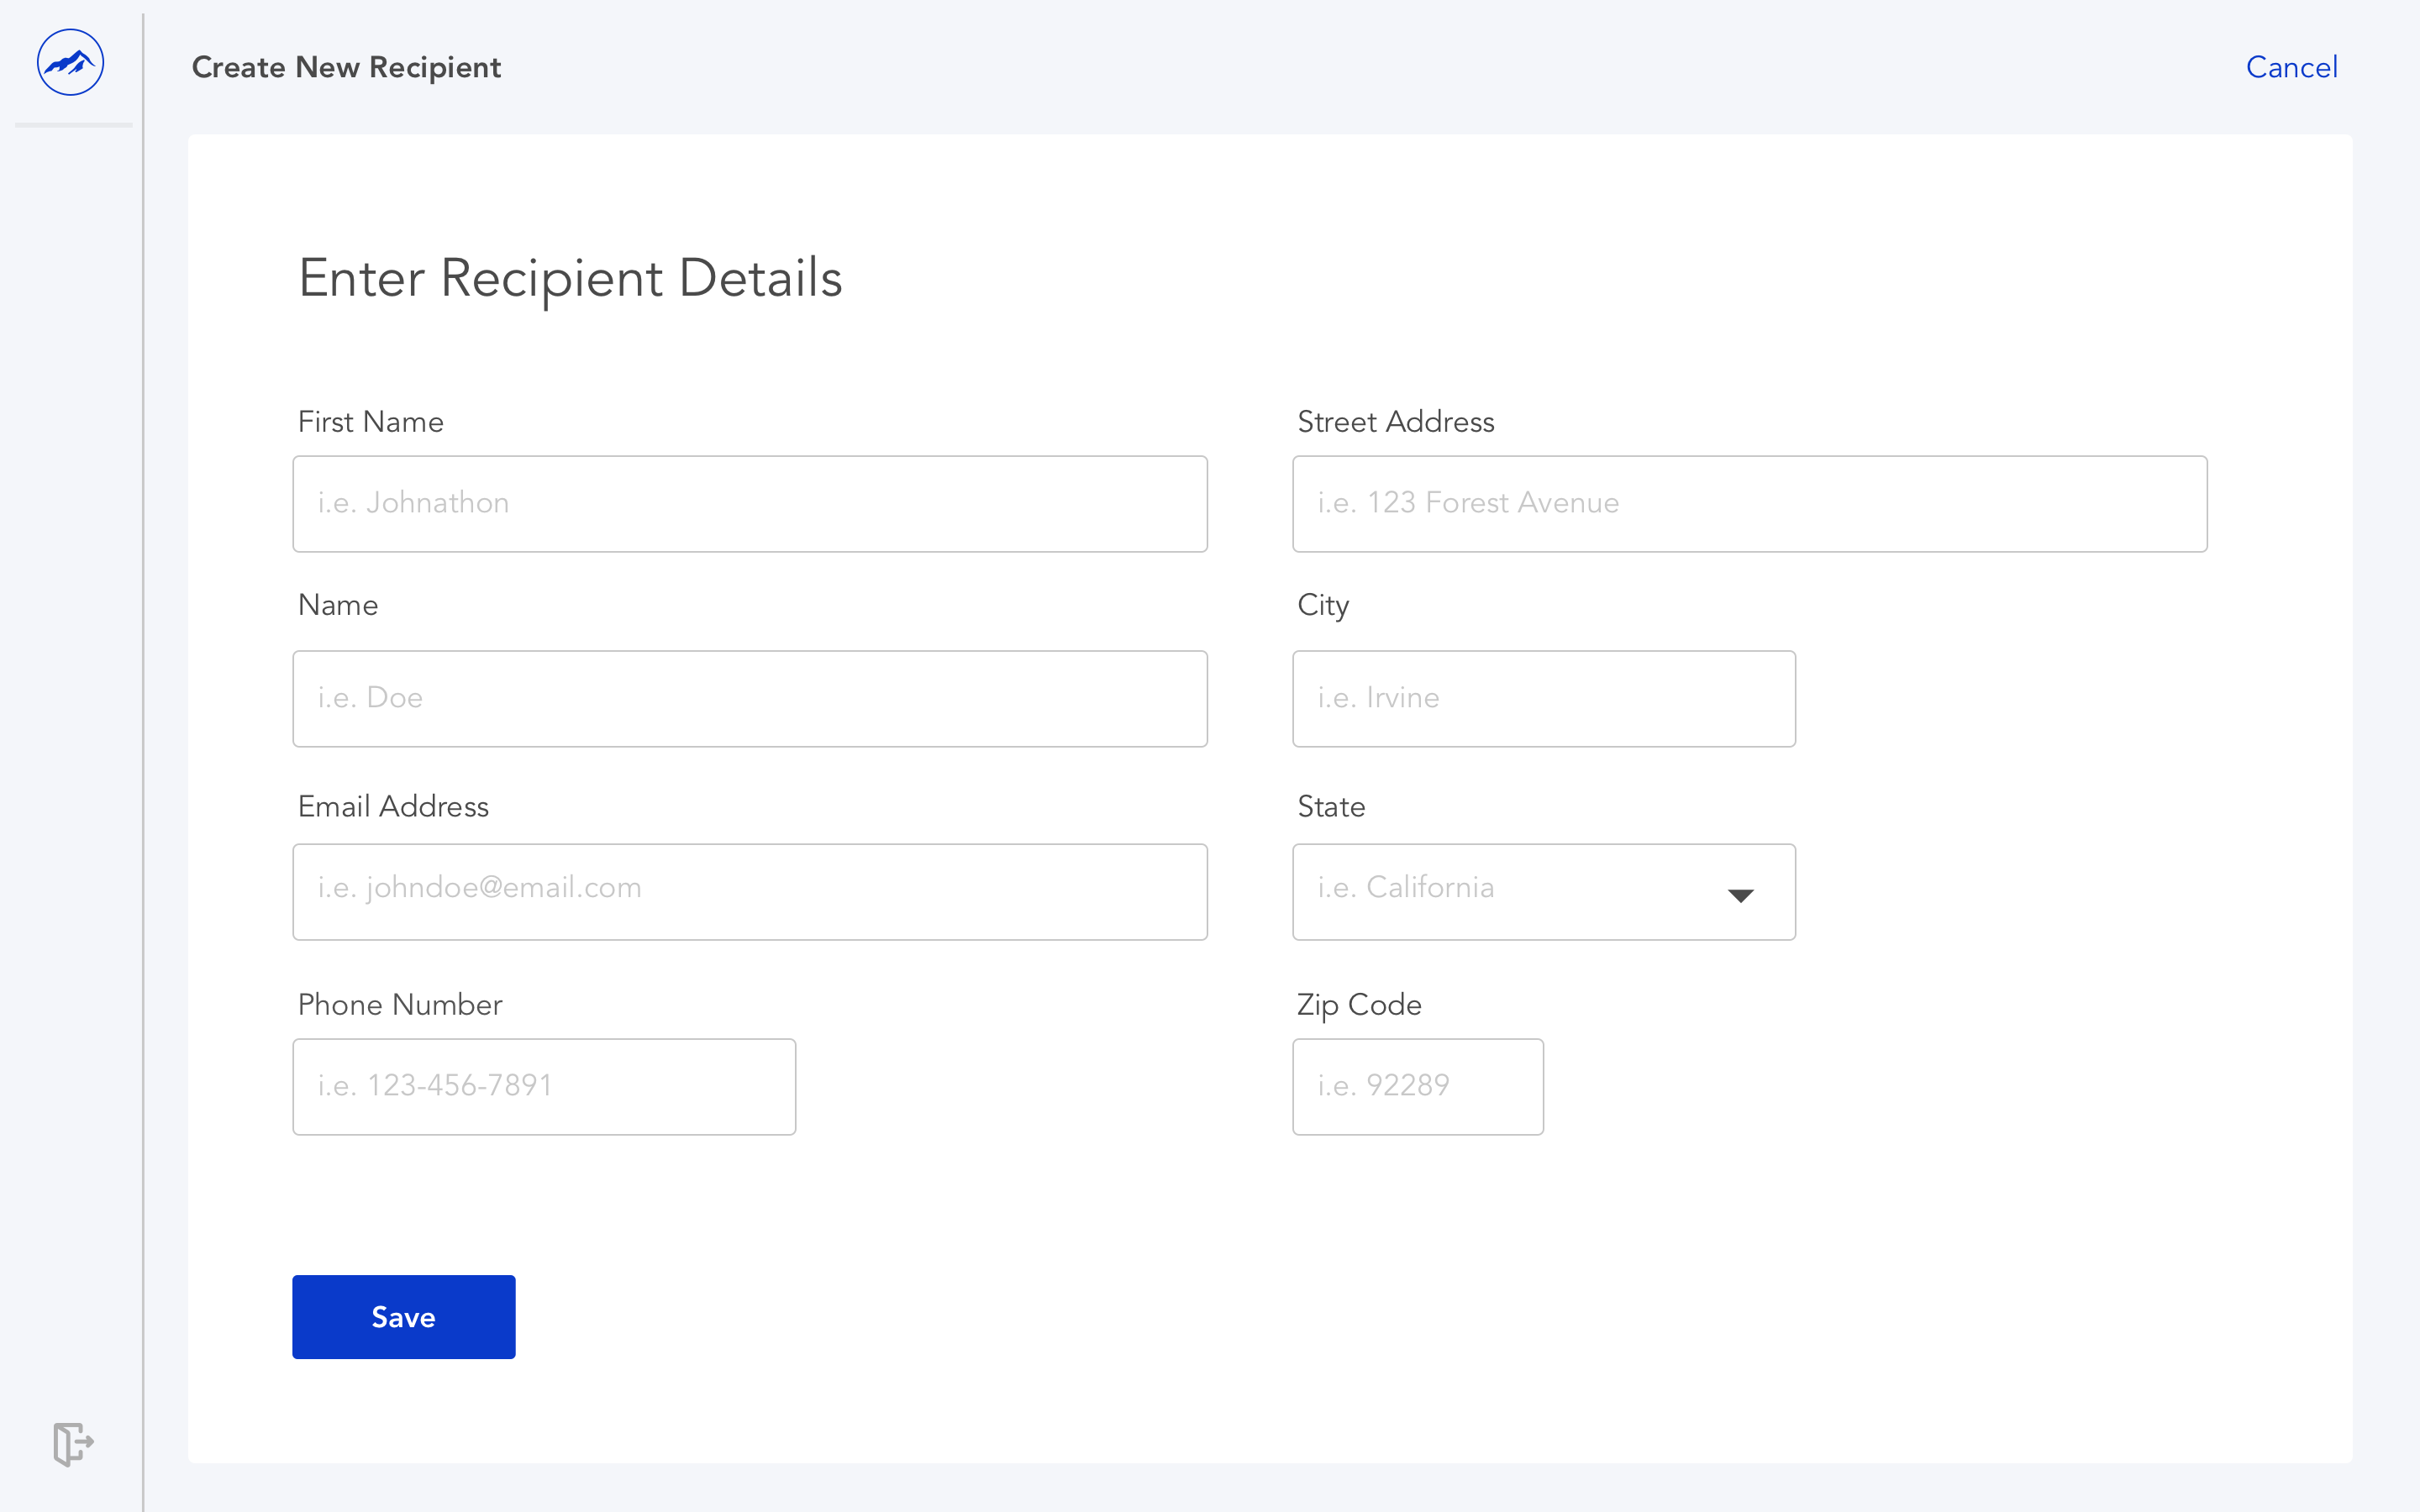 Create New Recipient
Cancel
Enter Recipient Details
First Name
i.e. Johnathon
Name
i.e. Doe
Email Address
i.e. johndoe@email.com
Phone Number
i.e. 123-456-7891
Street Address
i.e. 123 Forest Avenue
City
i.e. Irvine
State
i.e. California
Zip Code
i.e. 92289
Save